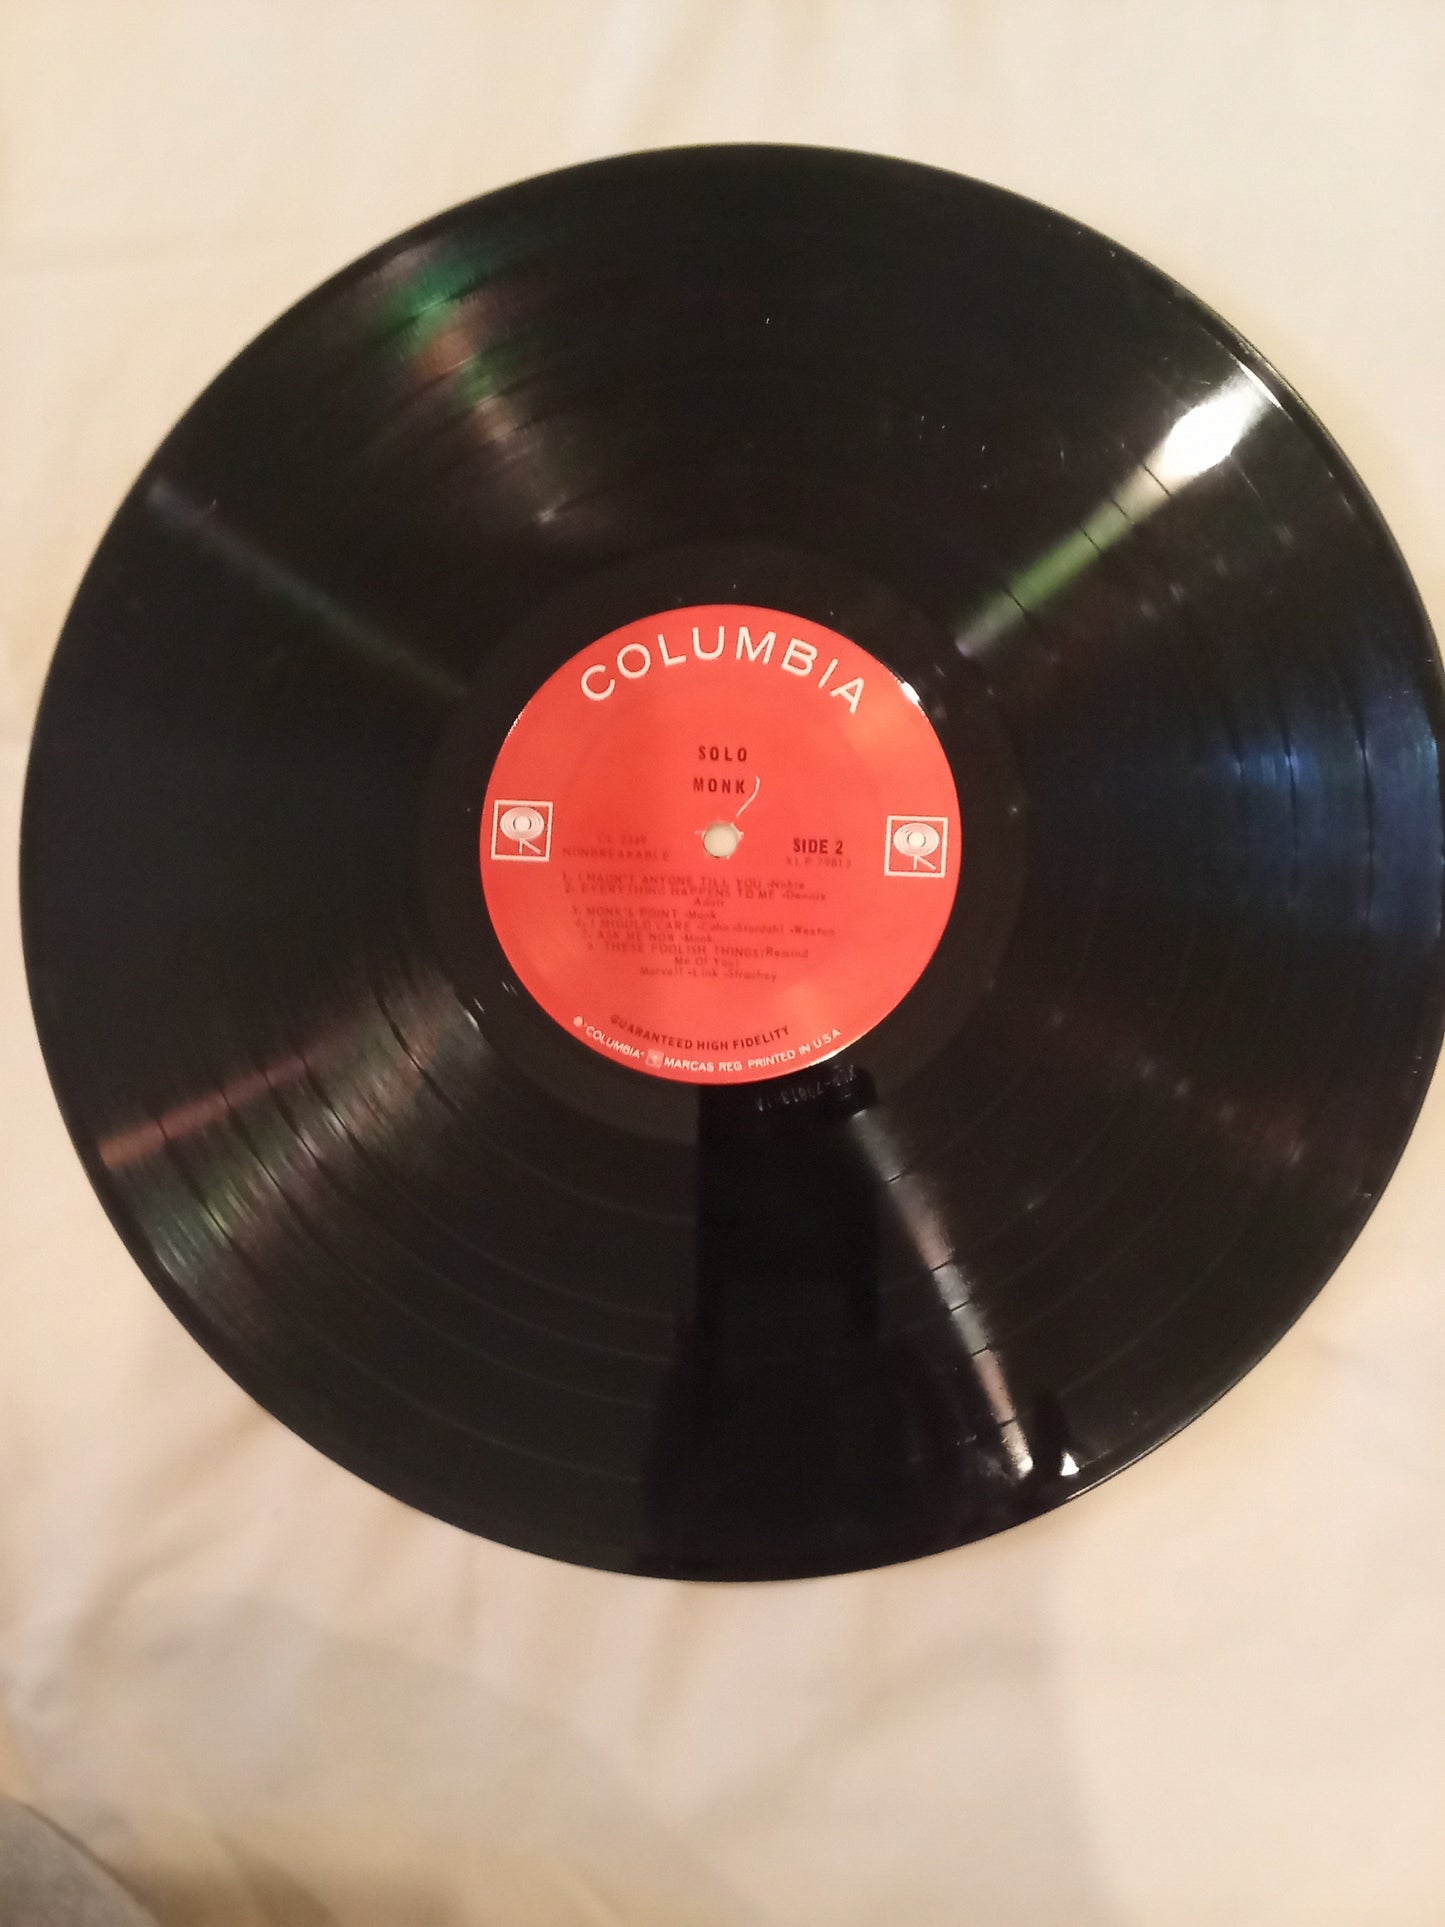 COLUMBIA
SOLO
MONK
CL 2349
NONBREAKABLE
SIDE 2
XLP 79813
1. I HADN'T ANYONE TILL YOU -Noble
2. EVERYTHING HAPPENS TO ME -Dennis
Adair
3. MONK'S POINT -Monk
4. I SHOULD CARE -Cahn -Stordahl -Weston
5. ASK ME NOW -Monk
6. THESE FOOLISH THINGS (Remind
Me Of You)
Marvell -Link -Strachey
GUARANTEED HIGH FIDELITY
® "COLUMBIA" MARCAS REG. PRINTED IN U.S.A.